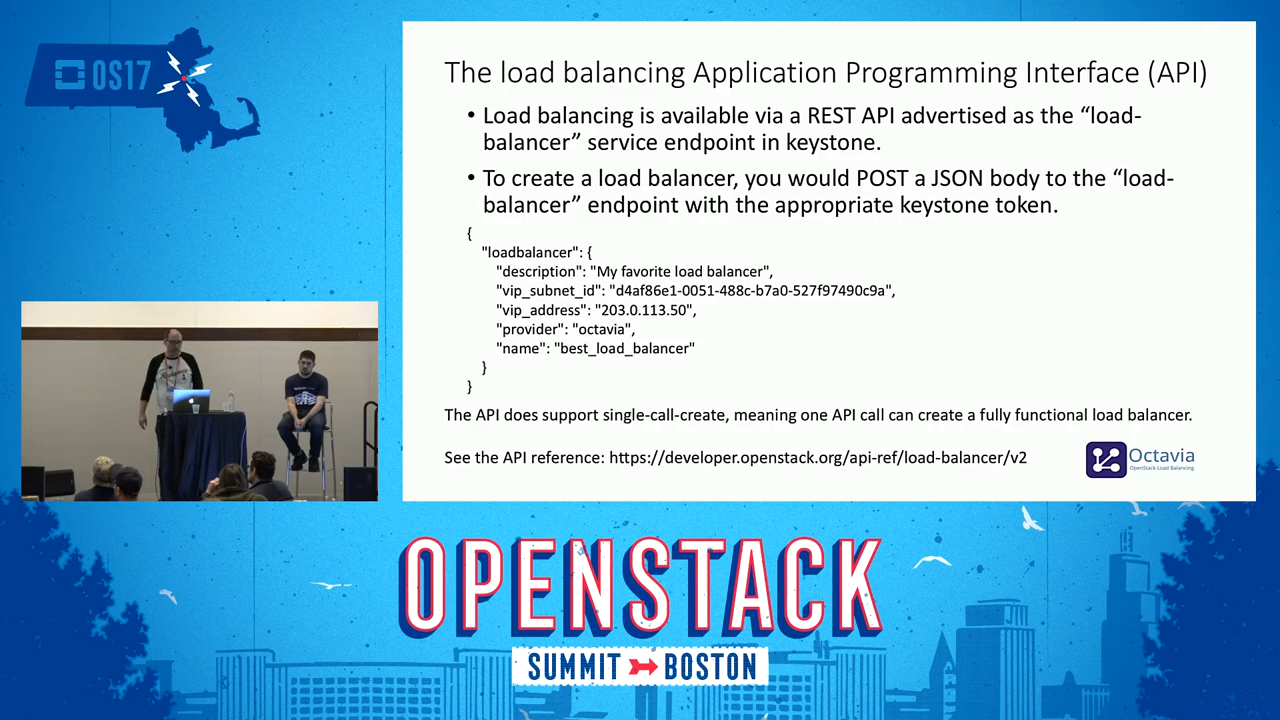 OS17
The load balancing Application Programming Interface (API)
• Load balancing is available via a REST API advertised as the “load-
balancer” service endpoint in keystone.
• To create a load balancer, you would POST a JSON body to the “load-
balancer” endpoint with the appropriate keystone token.
{
"loadbalancer": {
"description": "My favorite load balancer",
"vip_subnet_id": "d4af86e1-0051-488c-b7a0-527f97490c9a",
"vip_address": "203.0.113.50",
"provider": "octavia",
"name": "best_load_balancer"
}
}
The API does support single-call-create, meaning one API call can create a fully functional load balancer.
See the API reference: https://developer.openstack.org/api-ref/load-balancer/v2
Octavia
OpenStack Load Balancing
OPENSTACK
SUMMIT BOSTON